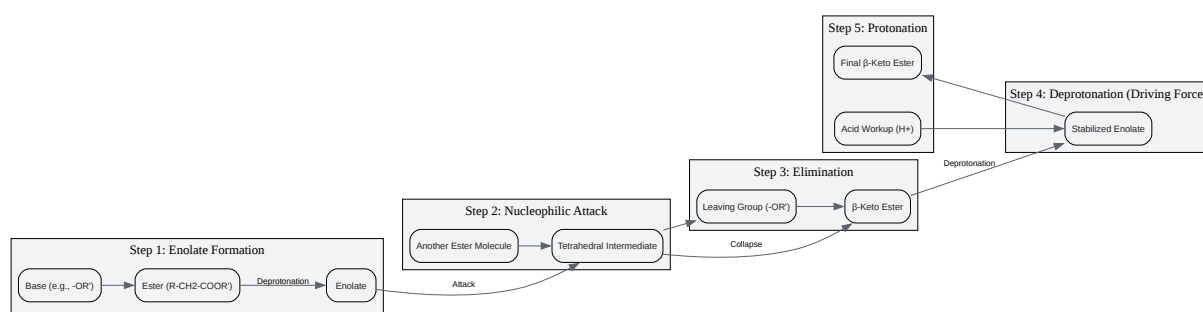 Step 1: Enolate Formation
Base (e.g., -OR')
Ester (R-CH2-COOR')
Deprotonation
Enolate
Attack
Step 2: Nucleophilic Attack
Another Ester Molecule
Tetrahedral Intermediate
Collapse
Step 3: Elimination
Leaving Group (-OR')
β-Keto Ester
Deprotonation
Step 4: Deprotonation (Driving Force
Stabilized Enolate
Step 5: Protonation
Final β-Keto Ester
Acid Workup (H+)